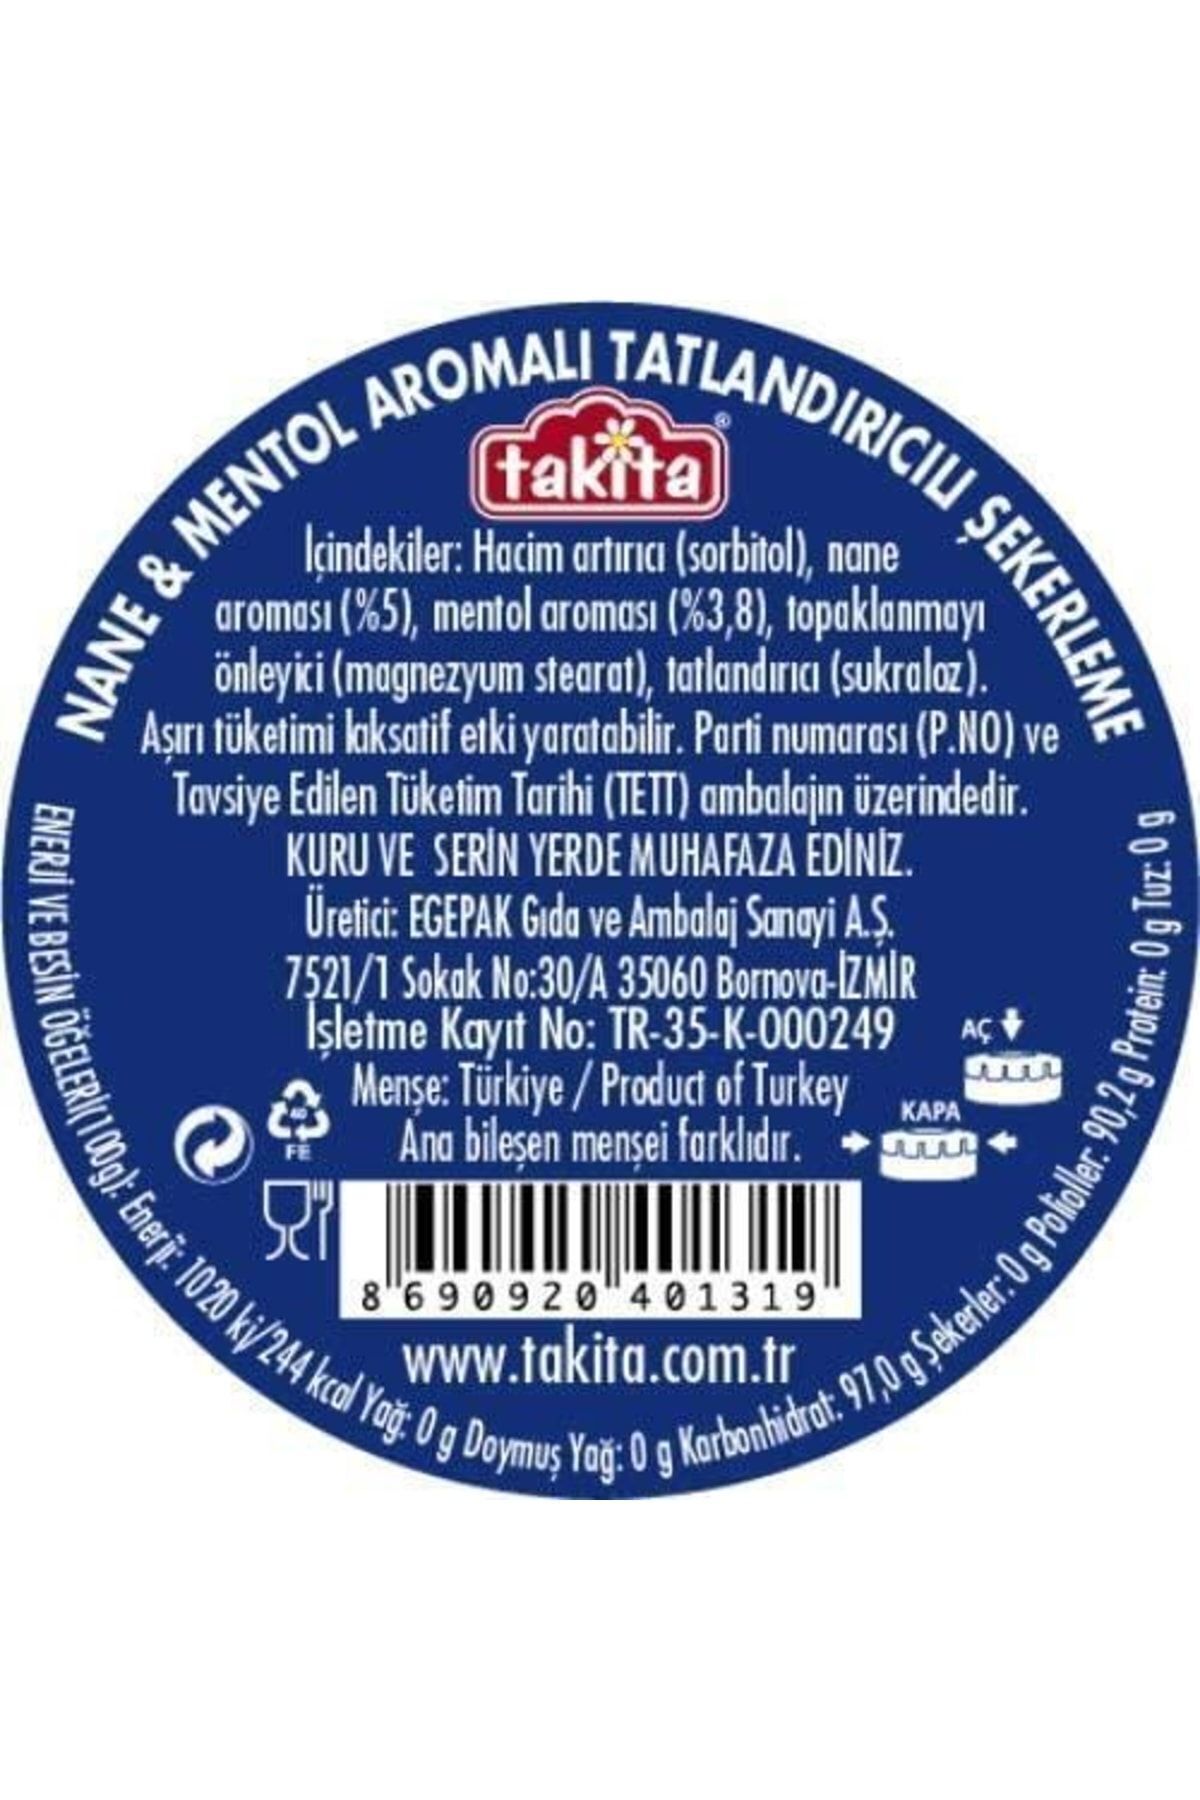 NANE & MENTOL AROMALI TATLANDIRICILI ŞEKERLEME
takita®
İçindekiler: Hacim artırıcı (sorbitol), nane
aroması (%5), mentol aroması (%3,8), topaklanmayı
önleyici (magnezyum stearat), tatlandırıcı (sukraloz).
Aşırı tüketimi laksatif etki yaratabilir. Parti numarası (P.NO) ve
Tavsiye Edilen Tüketim Tarihi (TETT) ambalajın üzerindedir.
KURU VE SERİN YERDE MUHAFAZA EDİNİZ.
Üretici: EGEPAK Gıda ve Ambalaj Sanayi A.Ş.
7521/1 Sokak No:30/A 35060 Bornova-İZMİR
İşletme Kayıt No: TR-35-K-000249
Menşe: Türkiye / Product of Turkey
Ana bileşen menşei farklıdır.
AÇ
KAPA
40
FE
8 690920 401319
www.takita.com.tr
ENERJİ VE BESİN ÖĞELERİ(100g): Enerji: 1020 kj/244 kcal Yağ: 0 g Doymuş Yağ: 0 g Karbonhidrat: 97,0 g Şekerler: 0 g Polioller: 90,2 g Protein: 0 g Tuz: 0 g